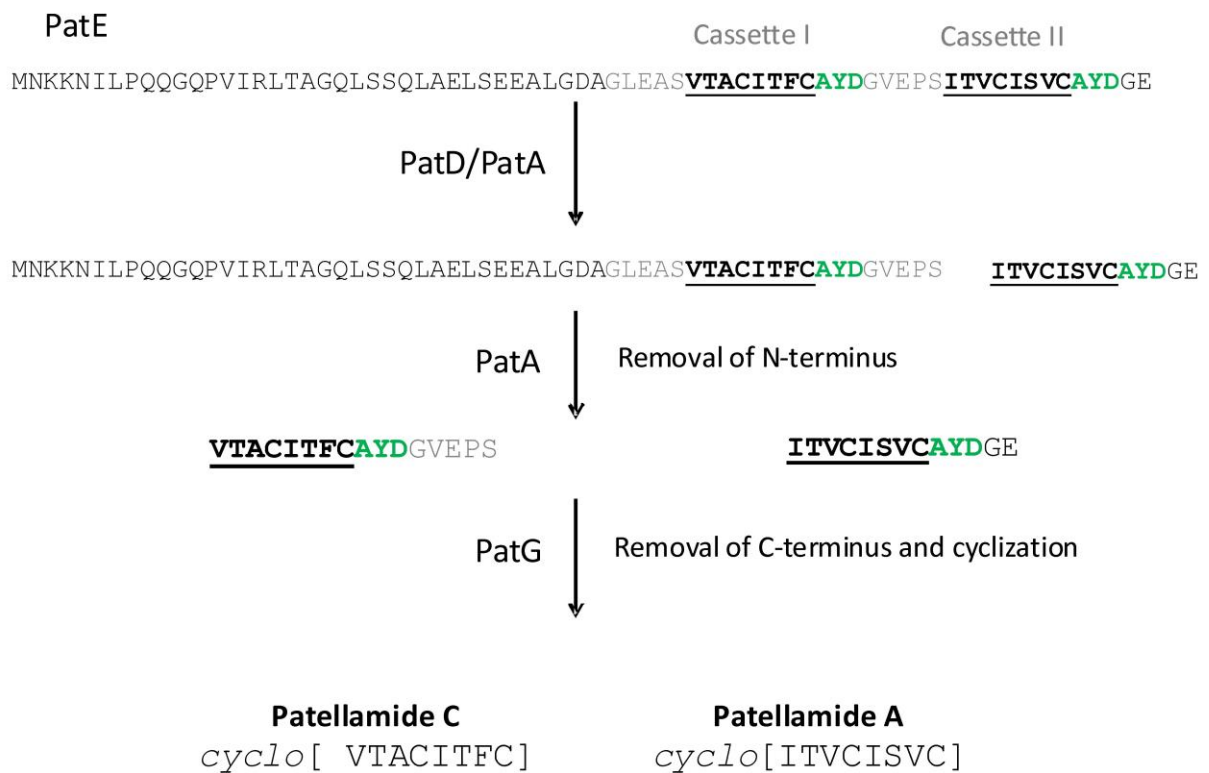 PatE
Cassette I Cassette II
MNKKNILPQQGQPVIRLTAGQLSSQLAELSEEALGDAGLEASVTACITFCAYDGVEPSITVCISVCAYDGE
PatD/PatA
MNKKNILPQQGQPVIRLTAGQLSSQLAELSEEALGDAGLEASVTACITFCAYDGVEPS ITVCISVCAYDGE
PatA Removal of N-terminus
VTACITFCAYDGVEPS ITVCISVCAYDGE
PatG Removal of C-terminus and cyclization
Patellamide C Patellamide A
cyclo[ VTACITFC] cyclo[ITVCISVC]